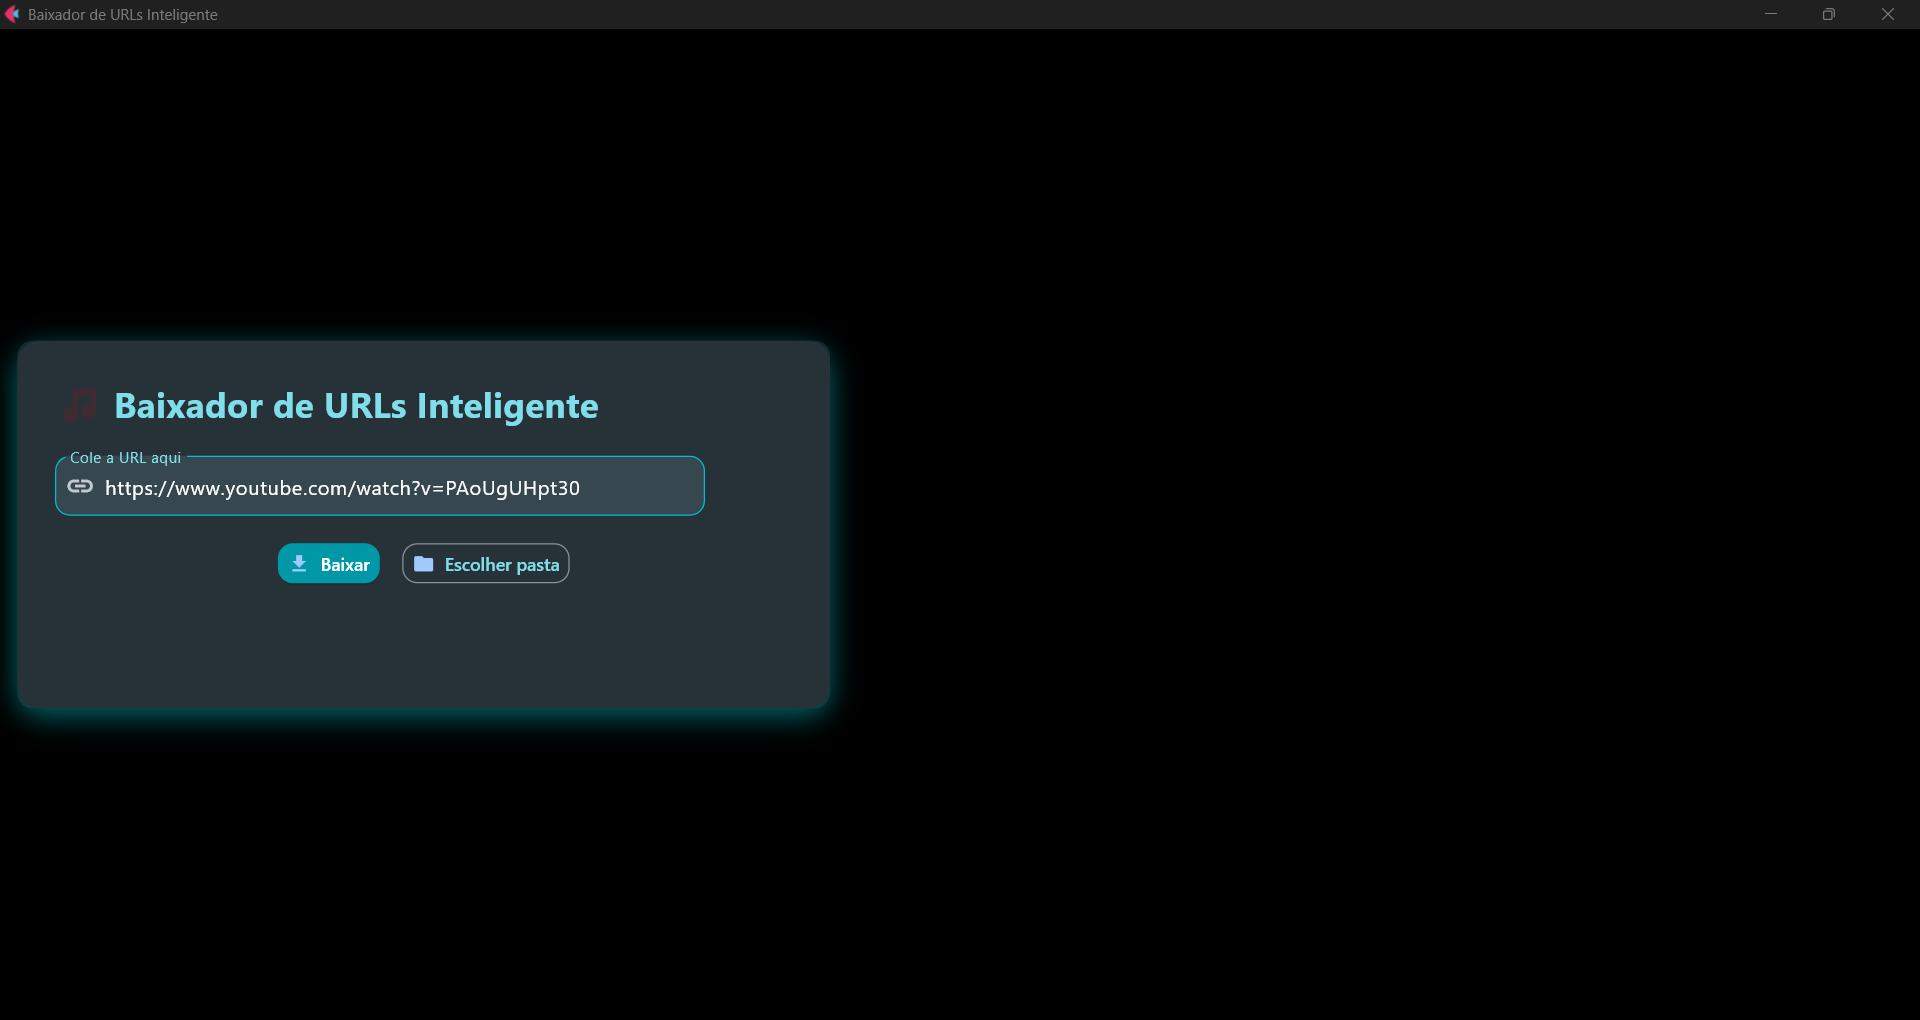 Baixador de URLs Inteligente
Baixador de URLs Inteligente
Cole a URL aqui
https://www.youtube.com/watch?v=PAoUgUHpt30
Baixar
Escolher pasta